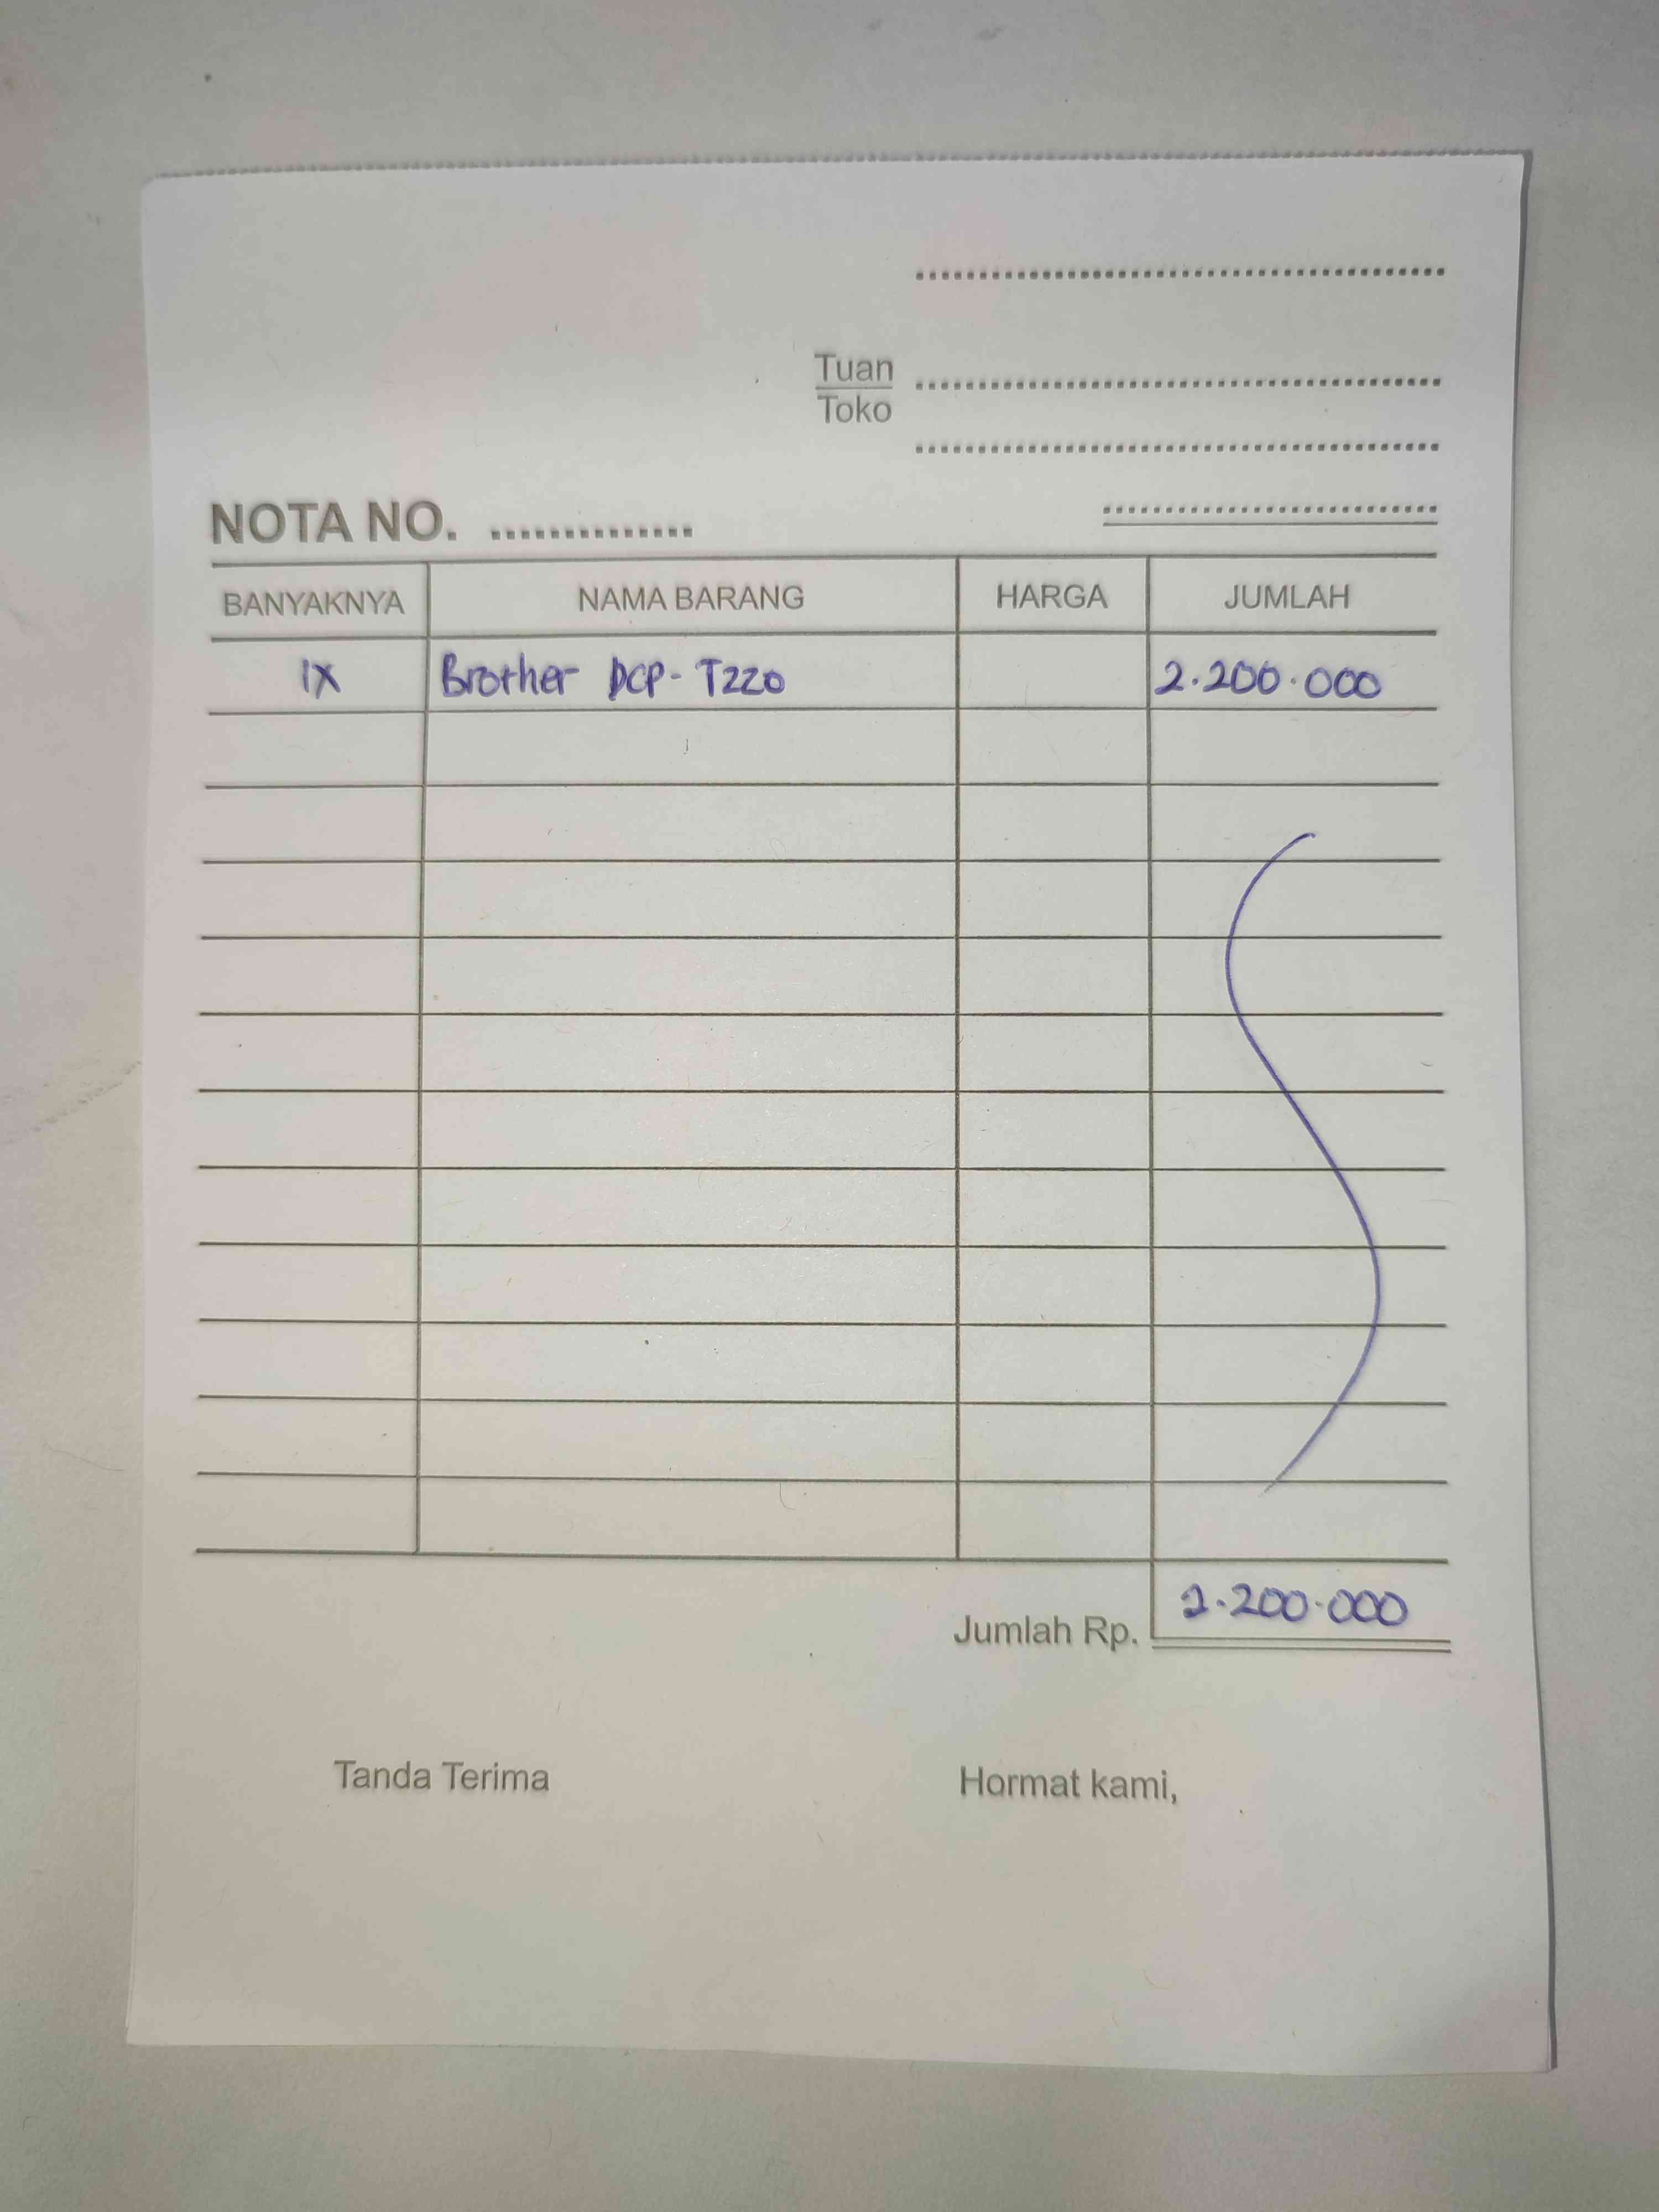 Tuan
Toko
NOTA NO. ..............
BANYAKNYA NAMA BARANG HARGA JUMLAH
1X Brother DCP-T220 2.200.000
Jumlah Rp. 2.200.000
Tanda Terima Hormat kami,